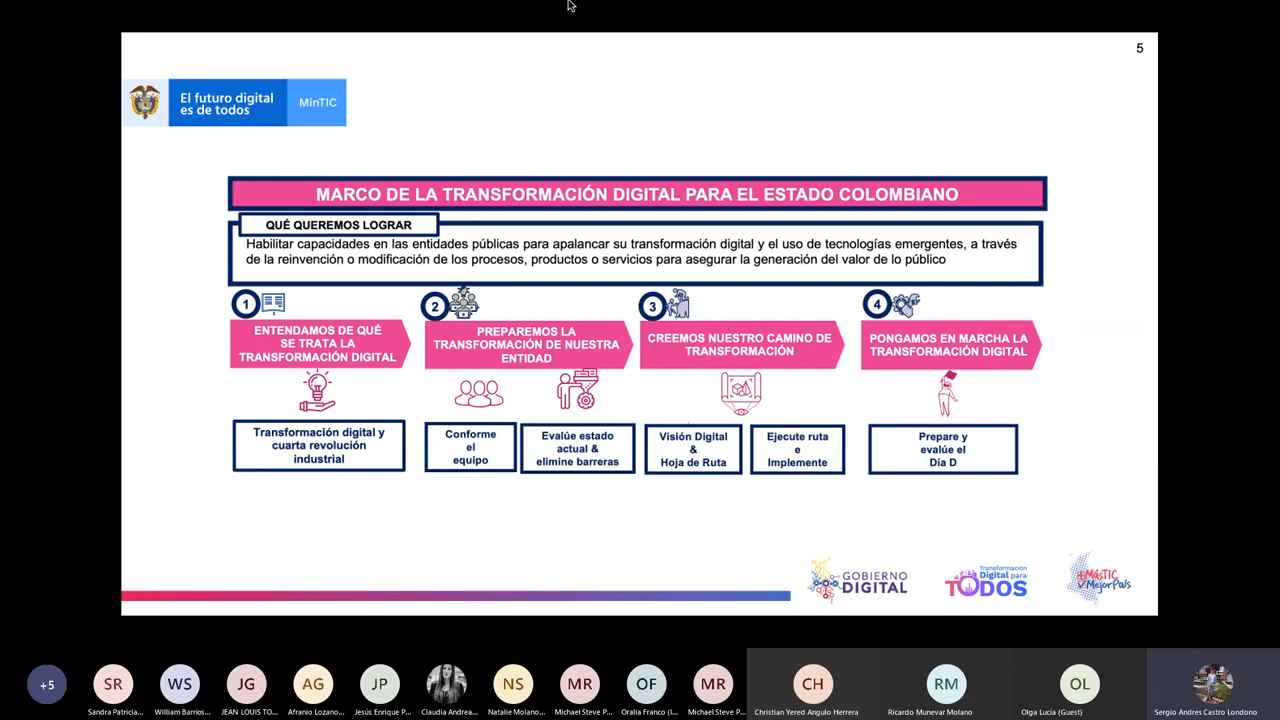 5
El futuro digital
es de todos
MinTIC
MARCO DE LA TRANSFORMACIÓN DIGITAL PARA EL ESTADO COLOMBIANO
QUÉ QUEREMOS LOGRAR
Habilitar capacidades en las entidades públicas para apalancar su transformación digital y el uso de tecnologías emergentes, a través
de la reinvención o modificación de los procesos, productos o servicios para asegurar la generación del valor de lo público
1
ENTENDAMOS DE QUÉ
SE TRATA LA
TRANSFORMACIÓN DIGITAL
Transformación digital y
cuarta revolución
industrial
2
PREPAREMOS LA
TRANSFORMACIÓN DE NUESTRA
ENTIDAD
Conforme
el
equipo
Evalúe estado
actual &
elimine barreras
3
CREEMOS NUESTRO CAMINO DE
TRANSFORMACIÓN
Visión Digital
&
Hoja de Ruta
Ejecute ruta
e
Implemente
4
PONGAMOS EN MARCHA LA
TRANSFORMACIÓN DIGITAL
Prepare y
evalúe el
Día D
GOBIERNO
DIGITAL
Transformación
Digital para
TODOS
#MásTIC
MejorPaís
+5
SR
Sandra Patricia...
WS
William Barrios...
JG
JEAN LOUIS TO...
AG
Afranio Lozano...
JP
Jesús Enrique P...
Claudia Andrea...
NS
Natalie Molano...
MR
Michael Steve P...
OF
Oralia Franco (I...
MR
Michael Steve P...
CH
Christian Yered Angulo Herrera
RM
Ricardo Munevar Molano
OL
Olga Lucía (Guest)
Sergio Andres Castro Londono